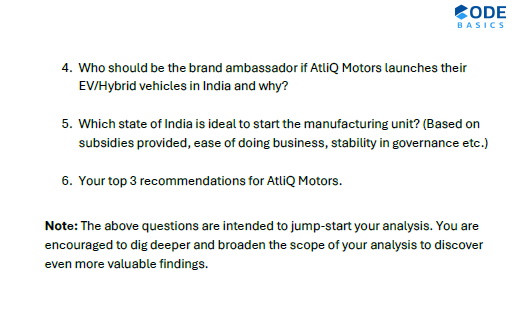 CODE
BASICS
4. Who should be the brand ambassador if AtliQ Motors launches their
EV/Hybrid vehicles in India and why?
5. Which state of India is ideal to start the manufacturing unit? (Based on
subsidies provided, ease of doing business, stability in governance etc.)
6. Your top 3 recommendations for AtliQ Motors.
Note: The above questions are intended to jump-start your analysis. You are
encouraged to dig deeper and broaden the scope of your analysis to discover
even more valuable findings.